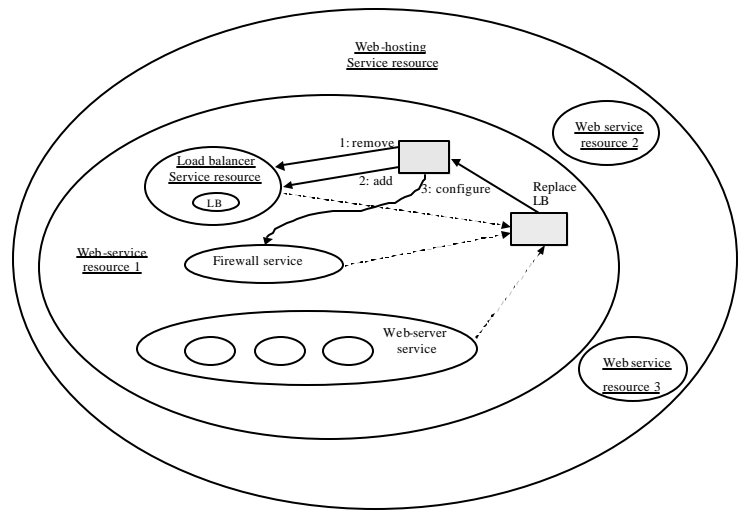 Web-hosting
Service resource
Web service
resource 2
1: remove
Load balancer
Service resource
2: add
3: configure
Replace
LB
LB
Web-service
resource 1
Firewall service
Web-server
service
Web service
resource 3